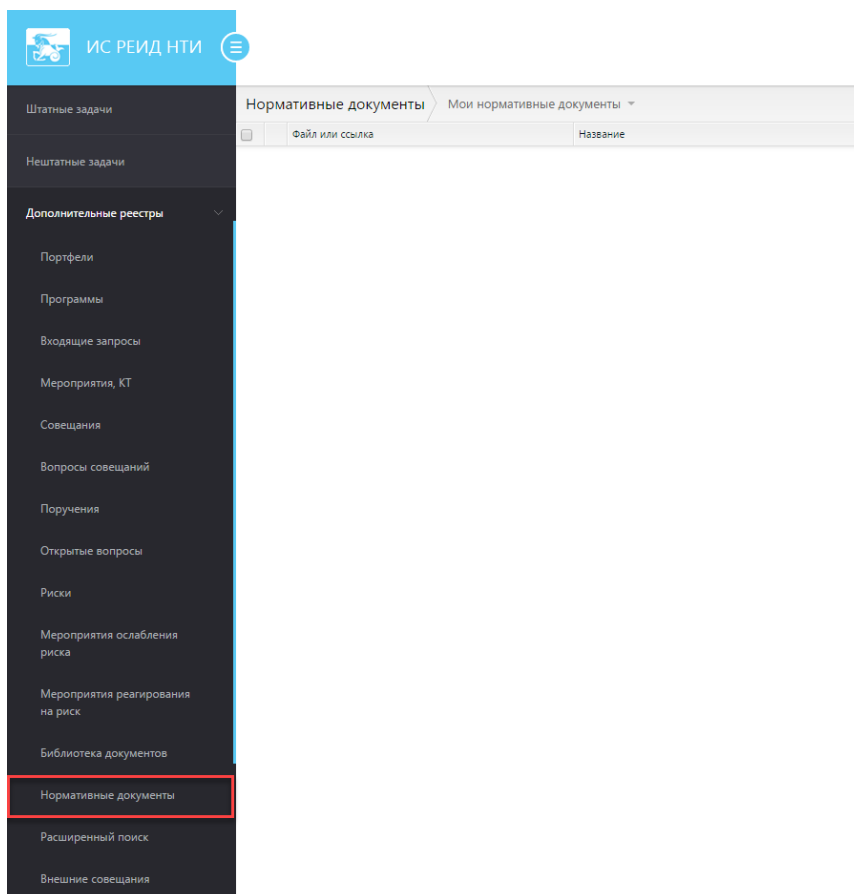 ИС РЕИД НТИ
Штатные задачи
Нештатные задачи
Дополнительные реестры
Портфели
Программы
Входящие запросы
Мероприятия, КТ
Совещания
Вопросы совещаний
Поручения
Открытые вопросы
Риски
Мероприятия ослабления
риска
Мероприятия реагирования
на риск
Библиотека документов
Нормативные документы
Расширенный поиск
Внешние совещания
Нормативные документы Мои нормативные документы
Файл или ссылка Название